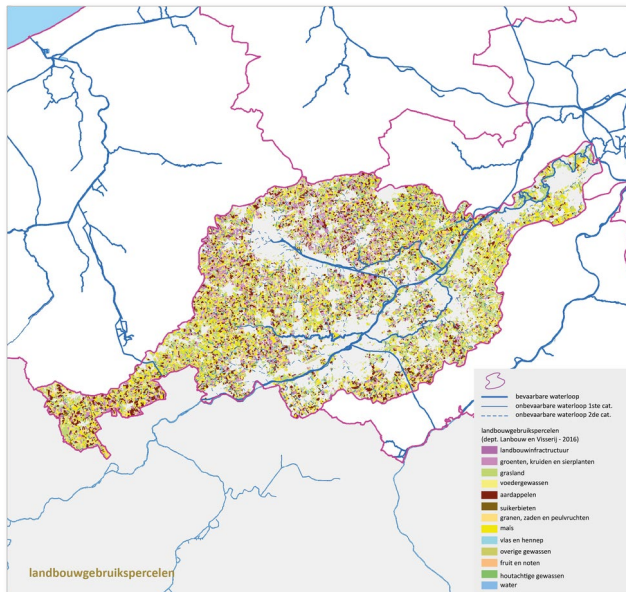 bevaarbare waterloop
onbevaarbare waterloop 1ste cat.
onbevaarbare waterloop 2de cat.
landbouwgebruikspercelen
(dept. Lanbouw en Visserij - 2016)
landbouwinfractructuur
groenten, kruiden en sierplanten
grasland
voedergewassen
aardappelen
suikerbieten
granen, zaden en peulvruchten
maïs
vlas en hennep
overige gewassen
fruit en noten
houtachtige gewassen
water
landbouwgebruikspercelen